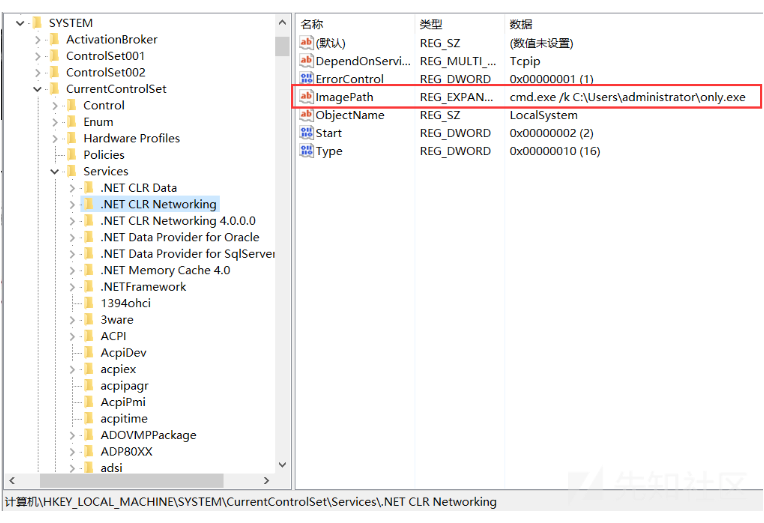 SYSTEM
ActivationBroker
ControlSet001
ControlSet002
CurrentControlSet
Control
Enum
Hardware Profiles
Policies
Services
.NET CLR Data
.NET CLR Networking
.NET CLR Networking 4.0.0.0
.NET Data Provider for Oracle
.NET Data Provider for SqlServer
.NET Memory Cache 4.0
.NETFramework
1394ohci
3ware
ACPI
AcpiDev
acpiex
acpipagr
AcpiPmi
acpitime
ADOVMPPackage
ADP80XX
adsi
名称 类型 数据
(默认) REG_SZ (数值未设置)
DependOnServi... REG_MULTI_... Tcpip
ErrorControl REG_DWORD 0x00000001 (1)
ImagePath REG_EXPAN... cmd.exe /k C:\Users\administrator\only.exe
ObjectName REG_SZ LocalSystem
Start REG_DWORD 0x00000002 (2)
Type REG_DWORD 0x00000010 (16)
先知社区
计算机\HKEY_LOCAL_MACHINE\SYSTEM\CurrentControlSet\Services\.NET CLR Networking